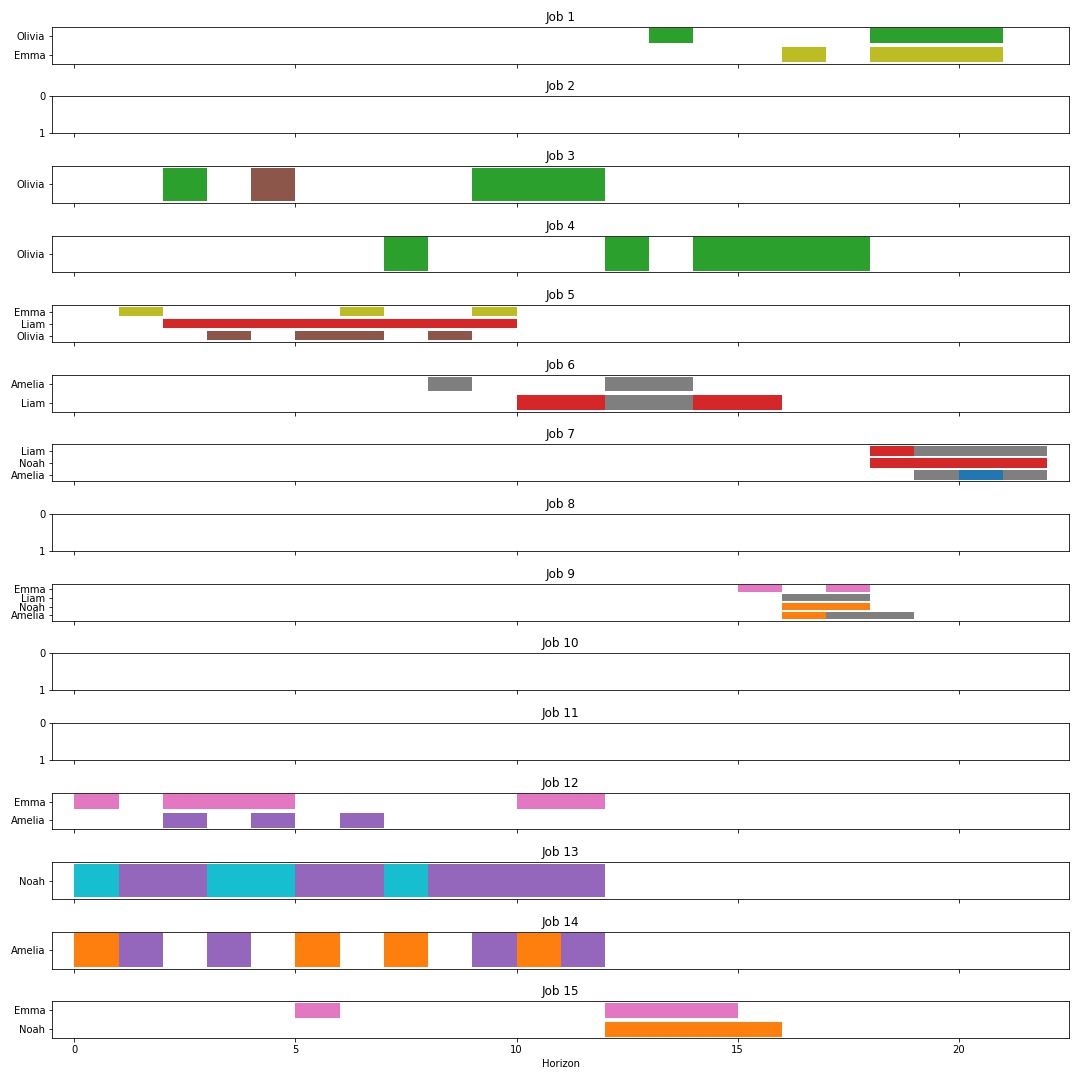 Job 1
Olivia
Emma
Job 2
0
1
Job 3
Olivia
Job 4
Olivia
Job 5
Emma
Liam
Olivia
Job 6
Amelia
Liam
Job 7
Liam
Noah
Amelia
Job 8
0
1
Job 9
Emma
Liam
Noah
Amelia
Job 10
0
1
Job 11
0
1
Job 12
Emma
Amelia
Job 13
Noah
Job 14
Amelia
Job 15
Emma
Noah
0 5 10 15 20
Horizon